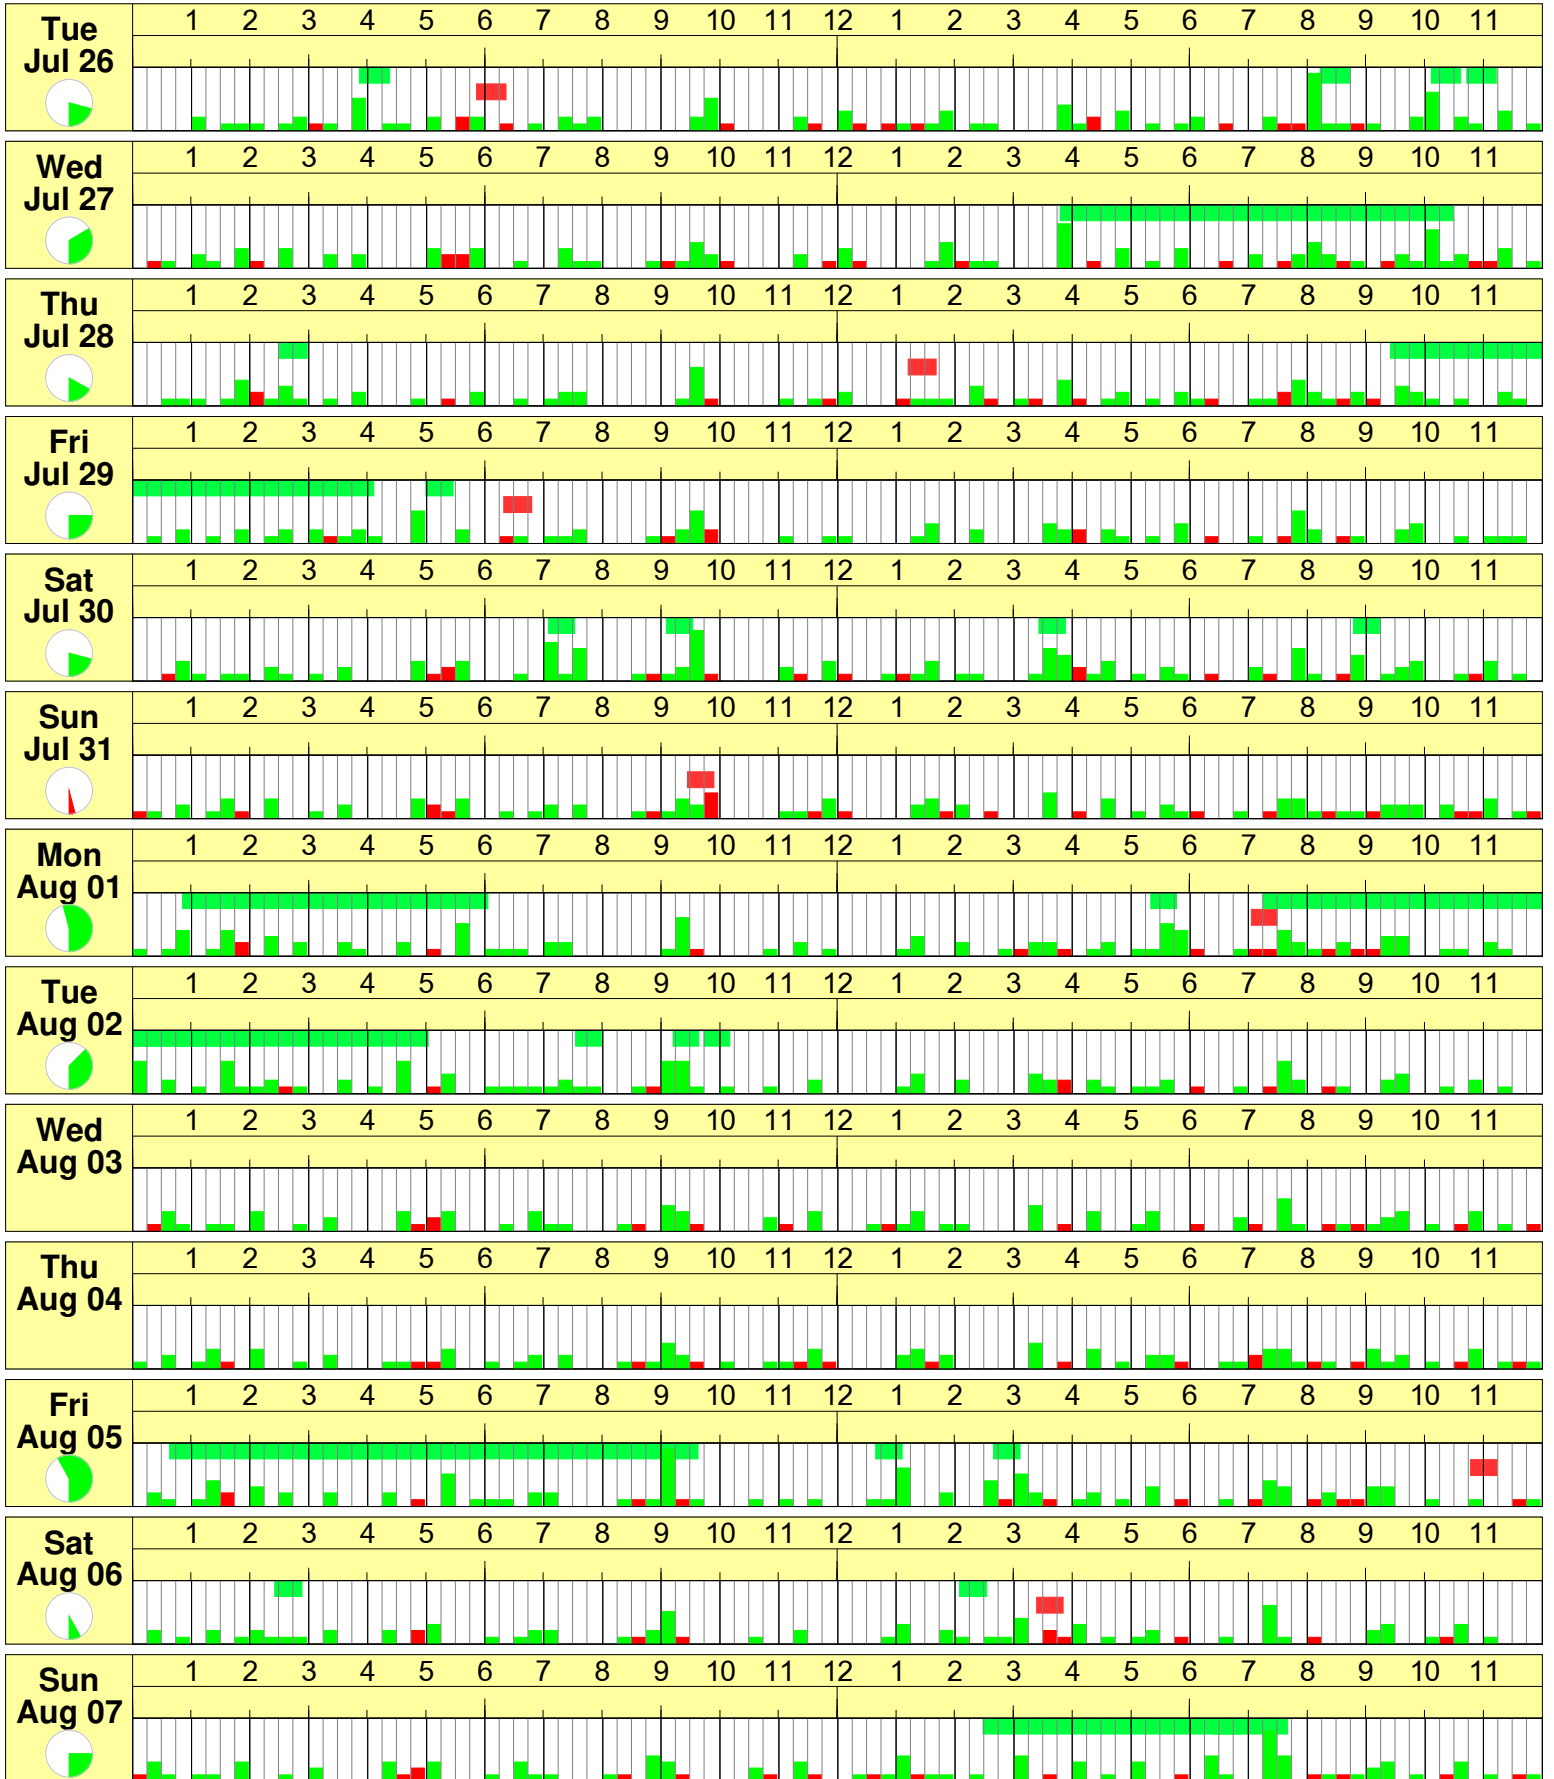 1 2 3 4 5 6 7 8 9 10 11 12 1 2 3 4 5 6 7 8 9 10 11
Tue
Jul 26
1 2 3 4 5 6 7 8 9 10 11 12 1 2 3 4 5 6 7 8 9 10 11
Wed
Jul 27
1 2 3 4 5 6 7 8 9 10 11 12 1 2 3 4 5 6 7 8 9 10 11
Thu
Jul 28
1 2 3 4 5 6 7 8 9 10 11 12 1 2 3 4 5 6 7 8 9 10 11
Fri
Jul 29
1 2 3 4 5 6 7 8 9 10 11 12 1 2 3 4 5 6 7 8 9 10 11
Sat
Jul 30
1 2 3 4 5 6 7 8 9 10 11 12 1 2 3 4 5 6 7 8 9 10 11
Sun
Jul 31
1 2 3 4 5 6 7 8 9 10 11 12 1 2 3 4 5 6 7 8 9 10 11
Mon
Aug 01
1 2 3 4 5 6 7 8 9 10 11 12 1 2 3 4 5 6 7 8 9 10 11
Tue
Aug 02
1 2 3 4 5 6 7 8 9 10 11 12 1 2 3 4 5 6 7 8 9 10 11
Wed
Aug 03
1 2 3 4 5 6 7 8 9 10 11 12 1 2 3 4 5 6 7 8 9 10 11
Thu
Aug 04
1 2 3 4 5 6 7 8 9 10 11 12 1 2 3 4 5 6 7 8 9 10 11
Fri
Aug 05
1 2 3 4 5 6 7 8 9 10 11 12 1 2 3 4 5 6 7 8 9 10 11
Sat
Aug 06
1 2 3 4 5 6 7 8 9 10 11 12 1 2 3 4 5 6 7 8 9 10 11
Sun
Aug 07